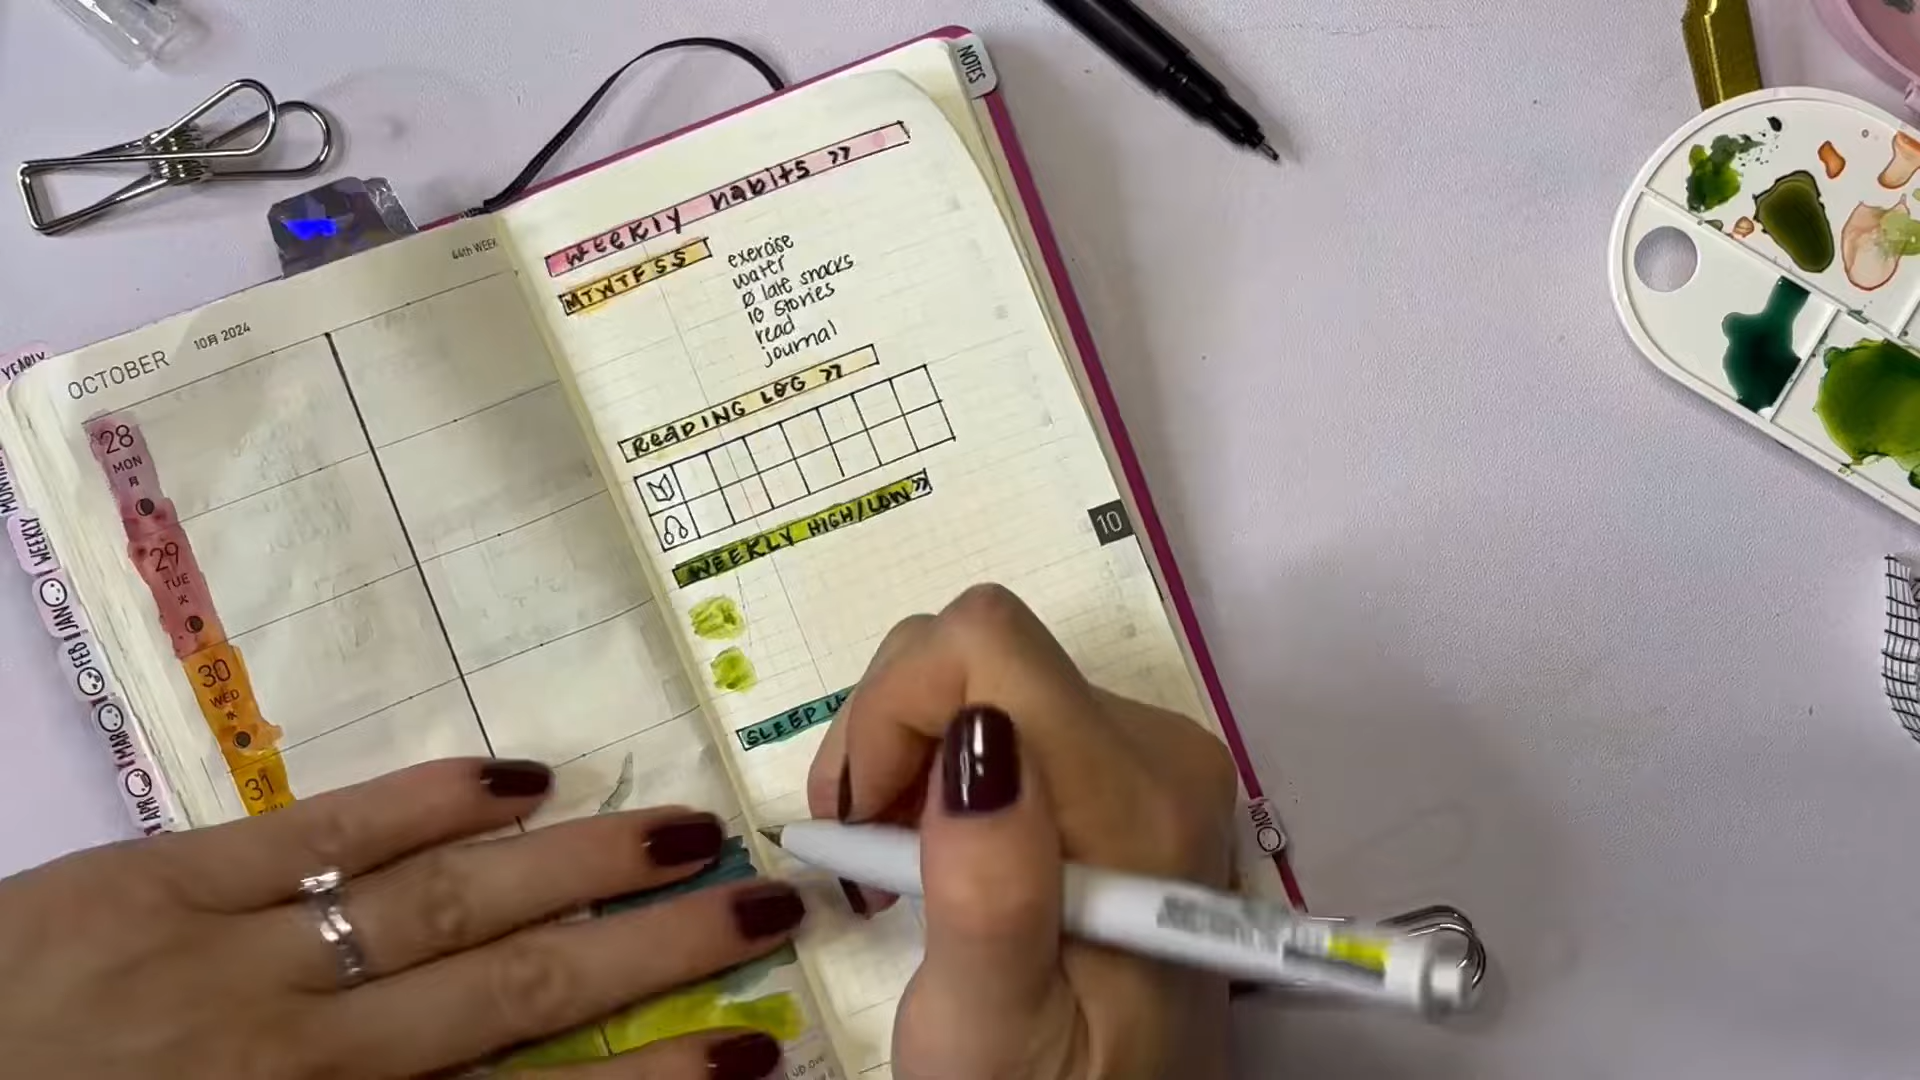 NOTES
44th WEEK
OCTOBER 10月 2024
28
MON
月
29
TUE
火
30
WED
水
31
YEARLY
WEEKLY
JAN
FEB
MAR
APR
weekly habits >>
MTWTFSS
exercise
water
Ø late snacks
10 stories
read
journal
READING LOG >>
WEEKLY HIGH/LOW >>
SLEEP
10
NOV